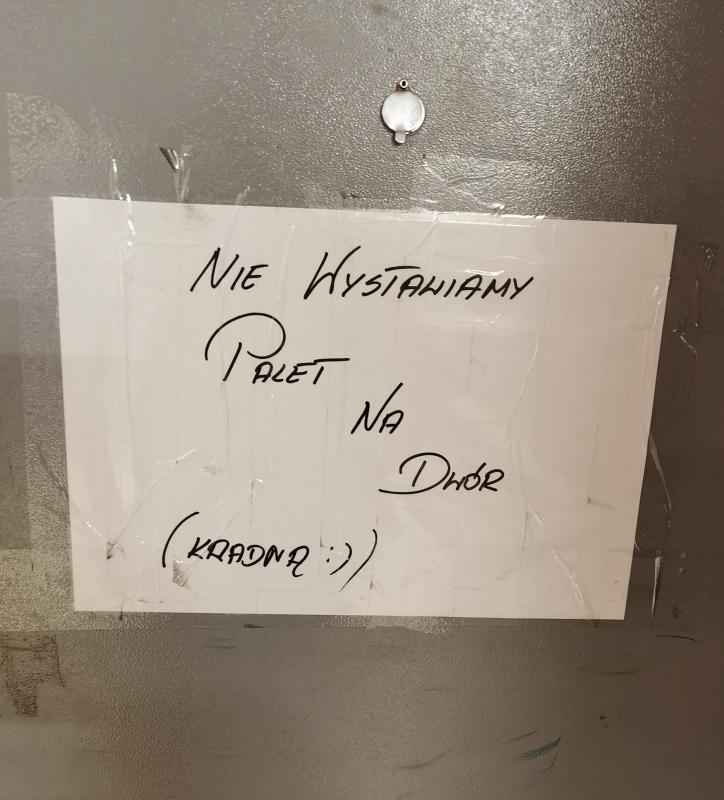 NIE WYSTAWIAMY
PALET
NA
DWÓR
(KRADNĄ :))